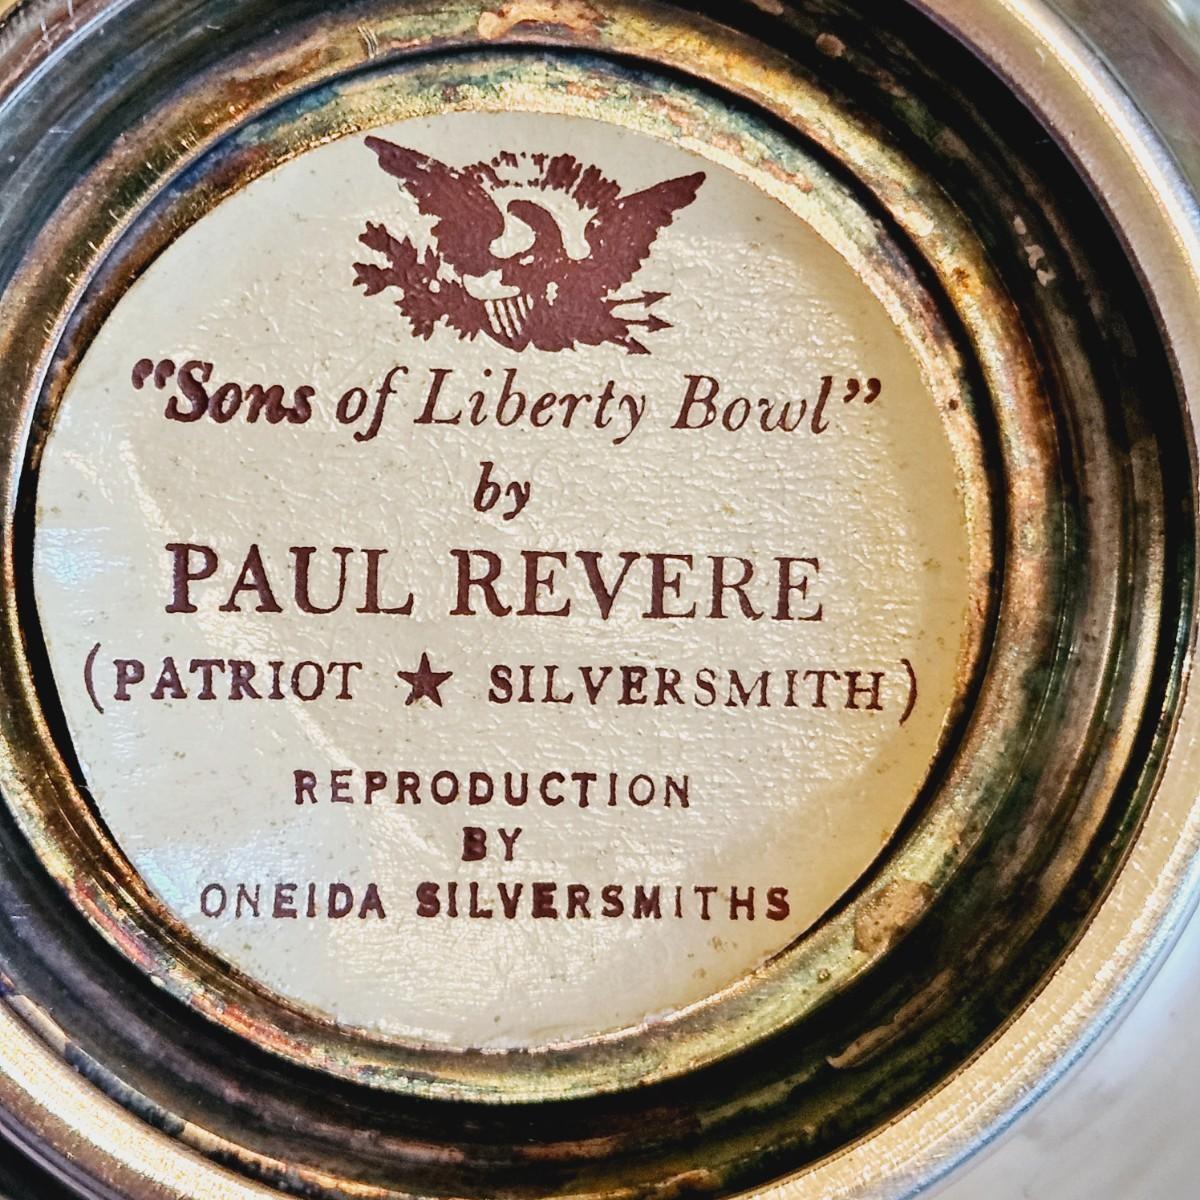 “Sons of Liberty Bowl”
by
PAUL REVERE
(PATRIOT ★ SILVERSMITH)
REPRODUCTION
BY
ONEIDA SILVERSMITHS